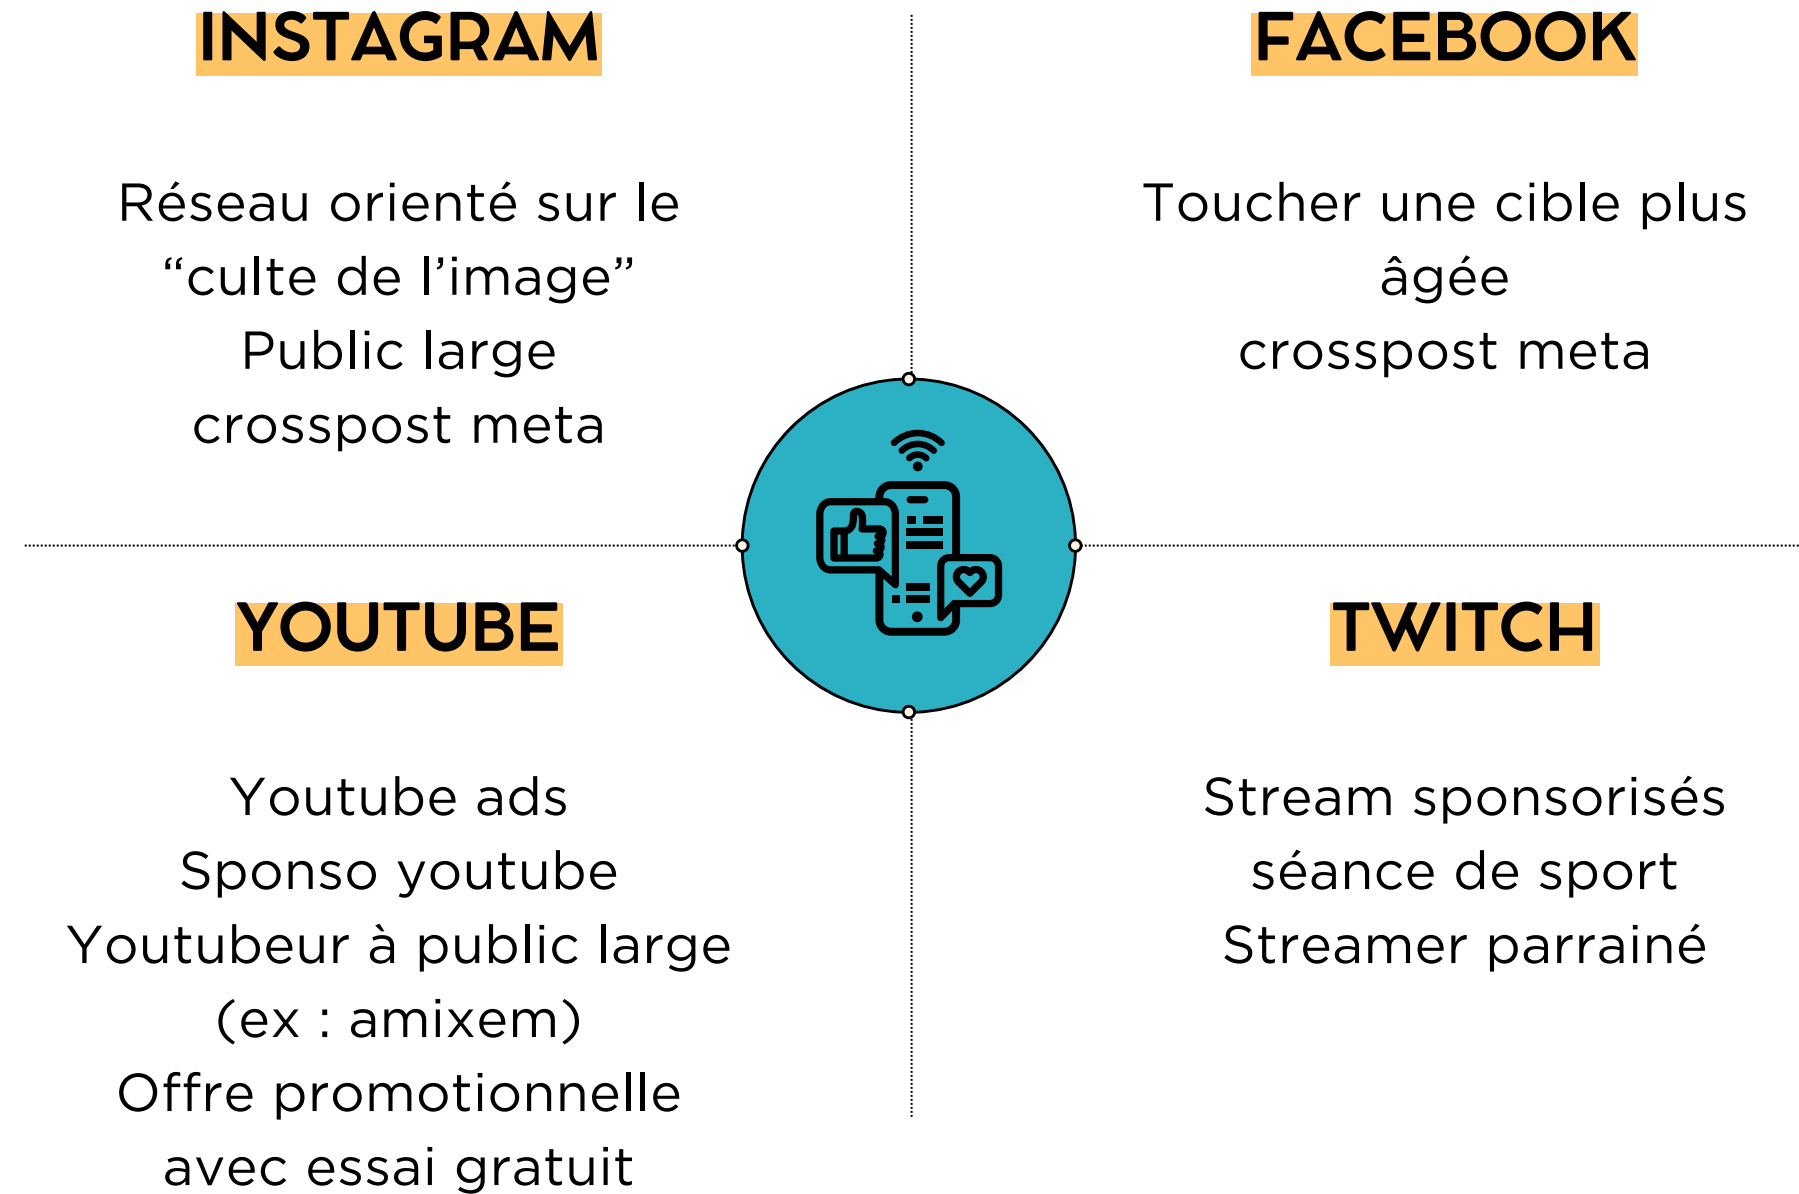 INSTAGRAM
Réseau orienté sur le
“culte de l’image”
Public large
crosspost meta
FACEBOOK
Toucher une cible plus
âgée
crosspost meta
YOUTUBE
Youtube ads
Sponso youtube
Youtubeur à public large
(ex : amixem)
Offre promotionnelle
avec essai gratuit
TWITCH
Stream sponsorisés
séance de sport
Streamer parrainé